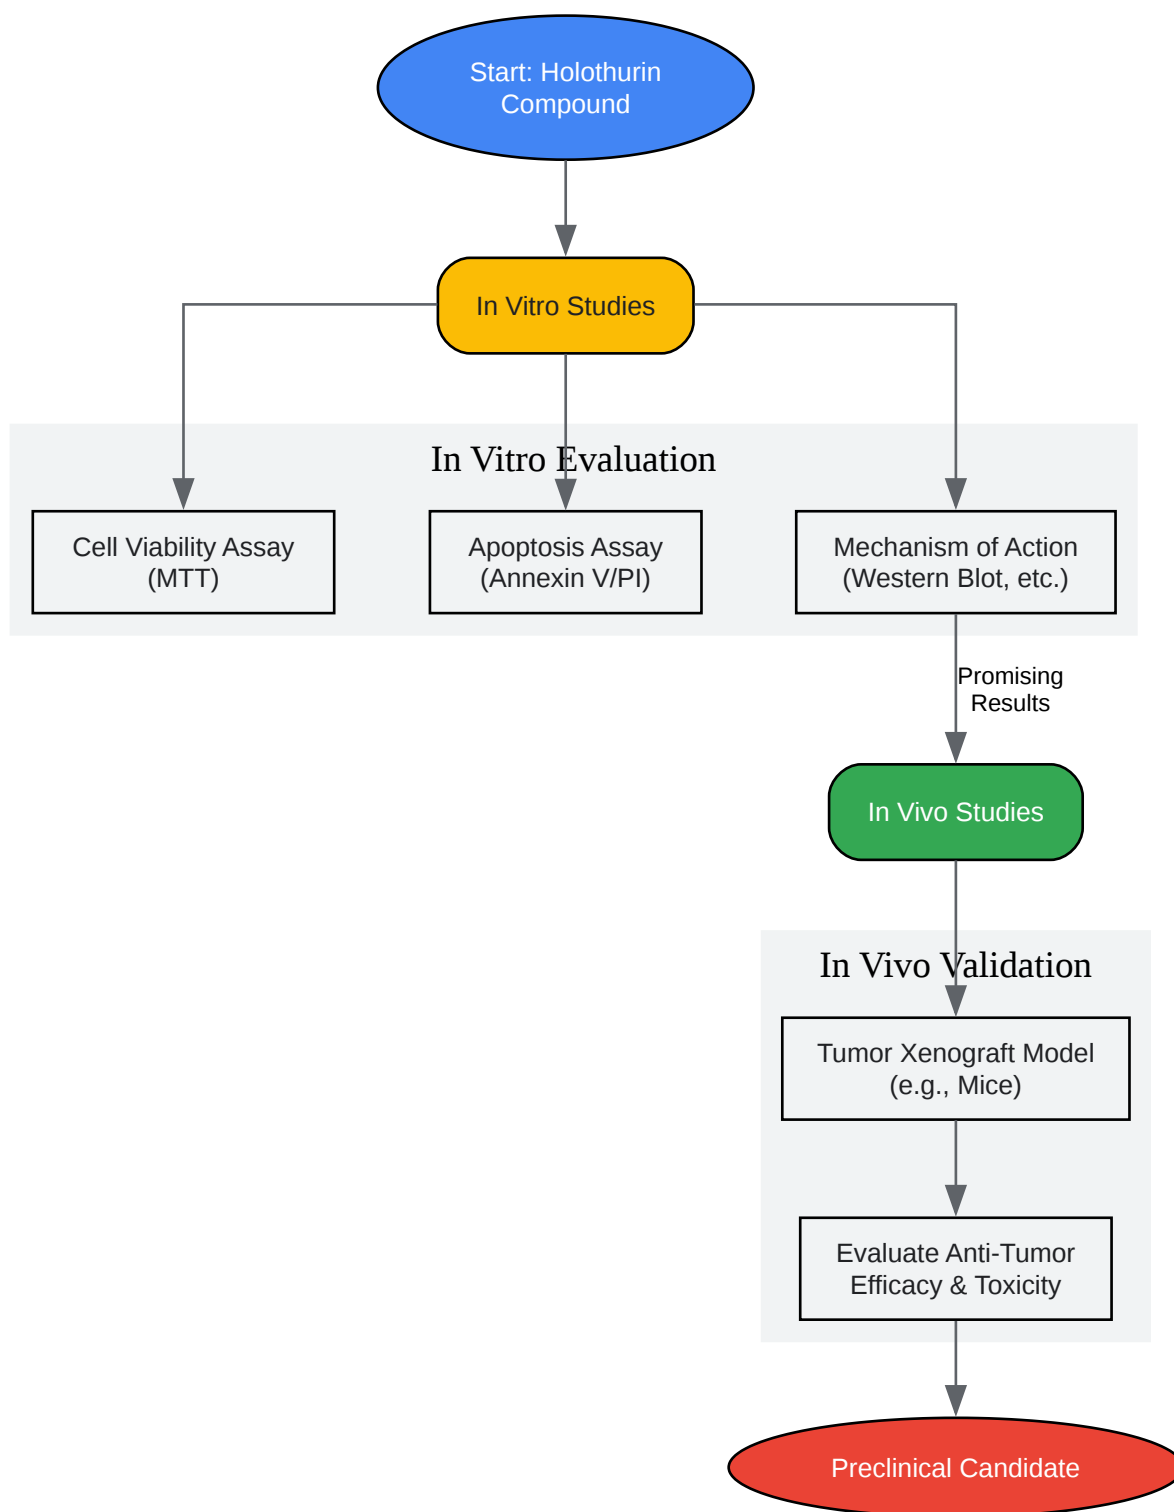 Start: Holothurin
Compound
In Vitro Studies
In Vitro Evaluation
Cell Viability Assay
(MTT)
Apoptosis Assay
(Annexin V/PI)
Mechanism of Action
(Western Blot, etc.)
Promising
Results
In Vivo Studies
In Vivo Validation
Tumor Xenograft Model
(e.g., Mice)
Evaluate Anti-Tumor
Efficacy & Toxicity
Preclinical Candidate